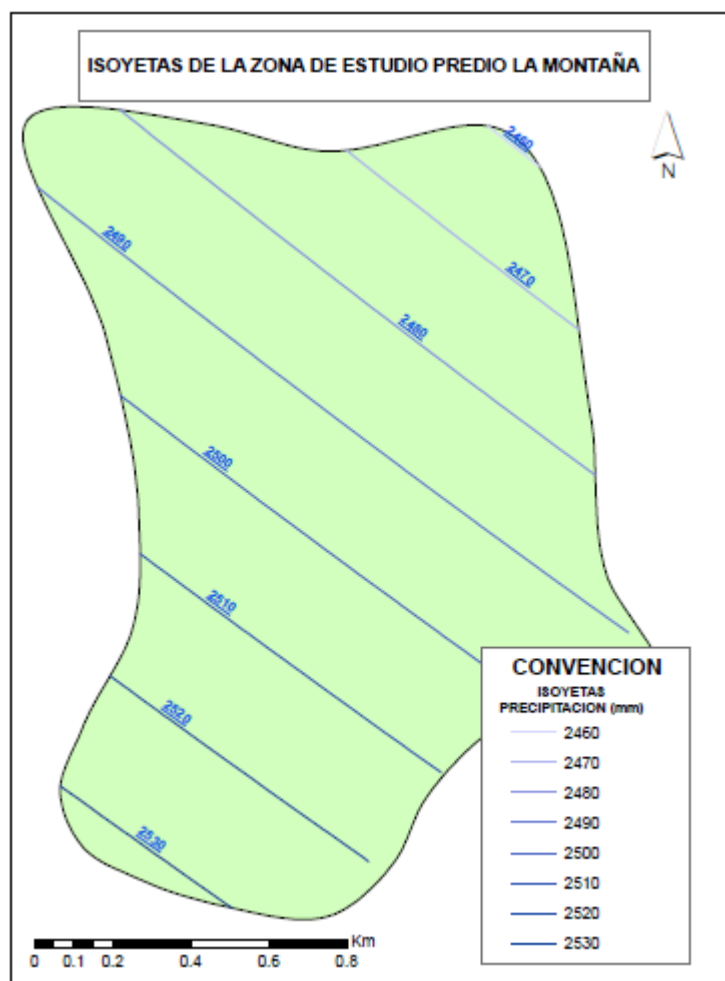 ISOYETAS DE LA ZONA DE ESTUDIO PREDIO LA MONTAÑA
N
2460
2470
2480
2490
2500
2510
2520
2530
CONVENCION
ISOYETAS
PRECIPITACION (mm)
2460
2470
2480
2490
2500
2510
2520
2530
Km
0 0.1 0.2 0.4 0.6 0.8